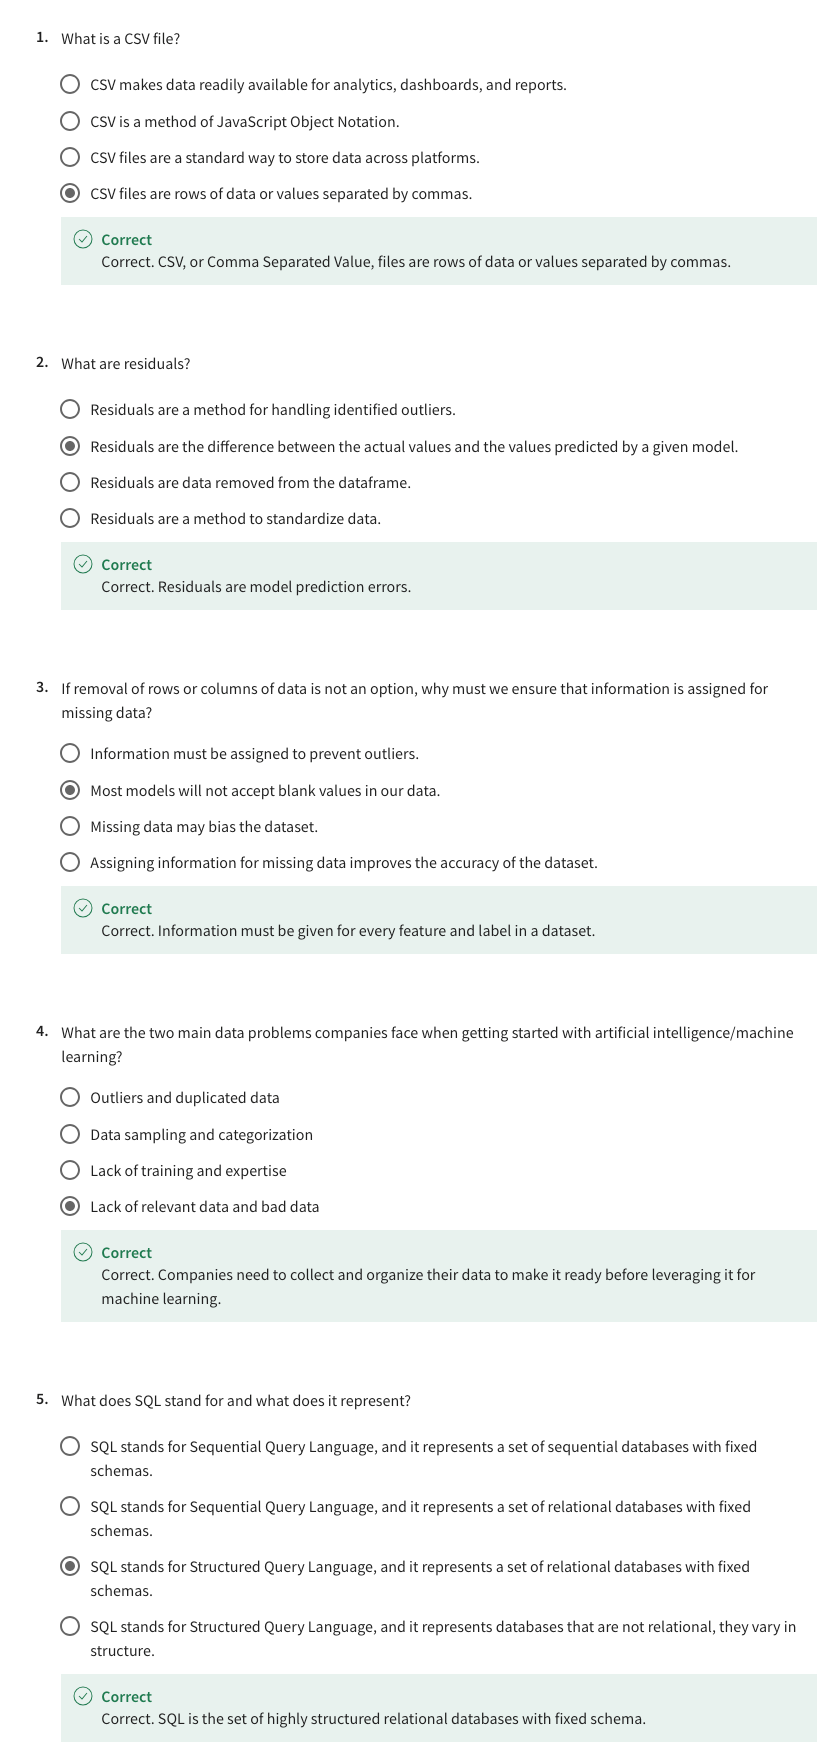 1. What is a CSV file?
CSV makes data readily available for analytics, dashboards, and reports.
CSV is a method of JavaScript Object Notation.
CSV files are a standard way to store data across platforms.
CSV files are rows of data or values separated by commas.
Correct
Correct. CSV, or Comma Separated Value, files are rows of data or values separated by commas.
2. What are residuals?
Residuals are a method for handling identified outliers.
Residuals are the difference between the actual values and the values predicted by a given model.
Residuals are data removed from the dataframe.
Residuals are a method to standardize data.
Correct
Correct. Residuals are model prediction errors.
3. If removal of rows or columns of data is not an option, why must we ensure that information is assigned for
missing data?
Information must be assigned to prevent outliers.
Most models will not accept blank values in our data.
Missing data may bias the dataset.
Assigning information for missing data improves the accuracy of the dataset.
Correct
Correct. Information must be given for every feature and label in a dataset.
4. What are the two main data problems companies face when getting started with artificial intelligence/machine
learning?
Outliers and duplicated data
Data sampling and categorization
Lack of training and expertise
Lack of relevant data and bad data
Correct
Correct. Companies need to collect and organize their data to make it ready before leveraging it for
machine learning.
5. What does SQL stand for and what does it represent?
SQL stands for Sequential Query Language, and it represents a set of sequential databases with fixed
schemas.
SQL stands for Sequential Query Language, and it represents a set of relational databases with fixed
schemas.
SQL stands for Structured Query Language, and it represents a set of relational databases with fixed
schemas.
SQL stands for Structured Query Language, and it represents databases that are not relational, they vary in
structure.
Correct
Correct. SQL is the set of highly structured relational databases with fixed schema.